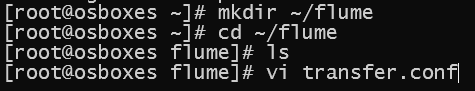 [root@osboxes ~]# mkdir ~/flume
[root@osboxes ~]# cd ~/flume
[root@osboxes flume]# ls
[root@osboxes flume]# vi transfer.conf